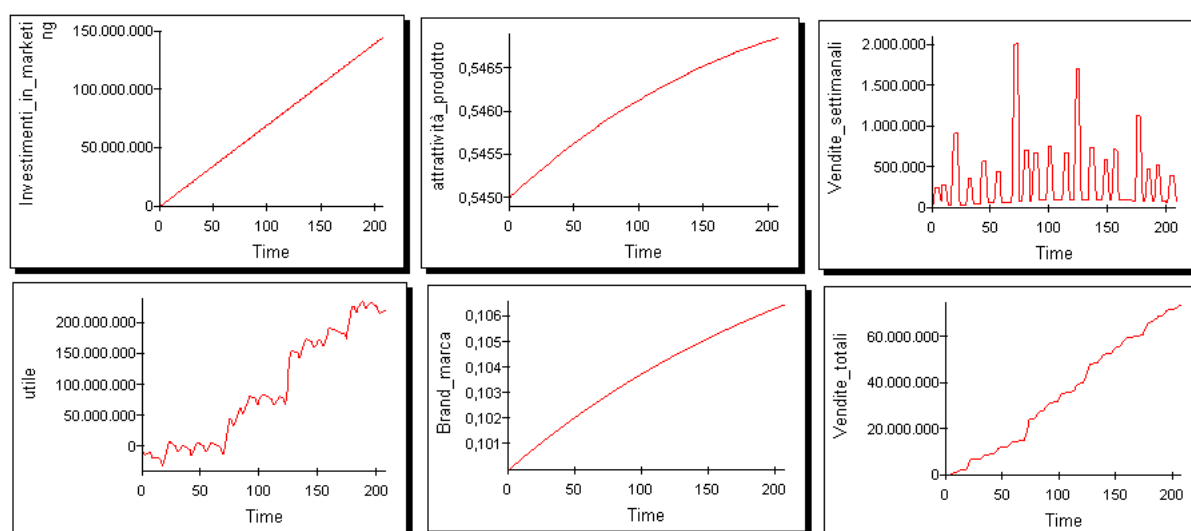 Investimenti_in_marketi
ng
150.000.000
100.000.000
50.000.000
0
0 50 100 150 200
Time
attrattività_prodotto
0,5465
0,5460
0,5455
0,5450
0 50 100 150 200
Time
Vendite_settimanali
2.000.000
1.500.000
1.000.000
500.000
0
0 50 100 150 200
Time
utile
200.000.000
150.000.000
100.000.000
50.000.000
0
0 50 100 150 200
Time
Brand_marca
0,106
0,105
0,104
0,103
0,102
0,101
0 50 100 150 200
Time
Vendite_totali
60.000.000
40.000.000
20.000.000
0
0 50 100 150 200
Time